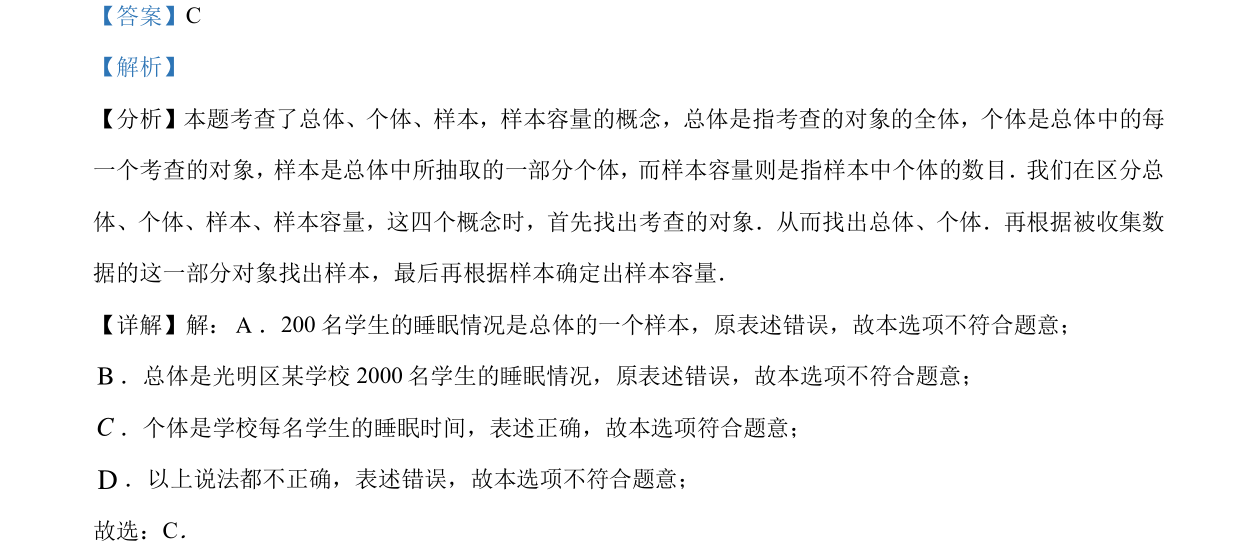 【答案】C
【解析】
【分析】本题考查了总体、个体、样本，样本容量的概念，总体是指考查的对象的全体，个体是总体中的每
一个考查的对象，样本是总体中所抽取的一部分个体，而样本容量则是指样本中个体的数目．我们在区分总
体、个体、样本、样本容量，这四个概念时，首先找出考查的对象．从而找出总体、个体．再根据被收集数
据的这一部分对象找出样本，最后再根据样本确定出样本容量．
【详解】解：A．200 名学生的睡眠情况是总体的一个样本，原表述错误，故本选项不符合题意；
B．总体是光明区某学校 2000 名学生的睡眠情况，原表述错误，故本选项不符合题意；
C．个体是学校每名学生的睡眠时间，表述正确，故本选项符合题意；
D．以上说法都不正确，表述错误，故本选项不符合题意；
故选：C．